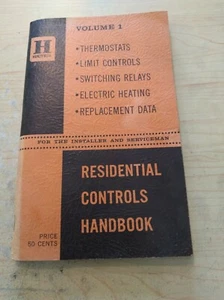 VOLUME 1
H
HONEYWELL
• THERMOSTATS
• LIMIT CONTROLS
• SWITCHING RELAYS
• ELECTRIC HEATING
• REPLACEMENT DATA
FOR THE INSTALLER AND SERVICEMAN
RESIDENTIAL
CONTROLS
HANDBOOK
PRICE
50 CENTS